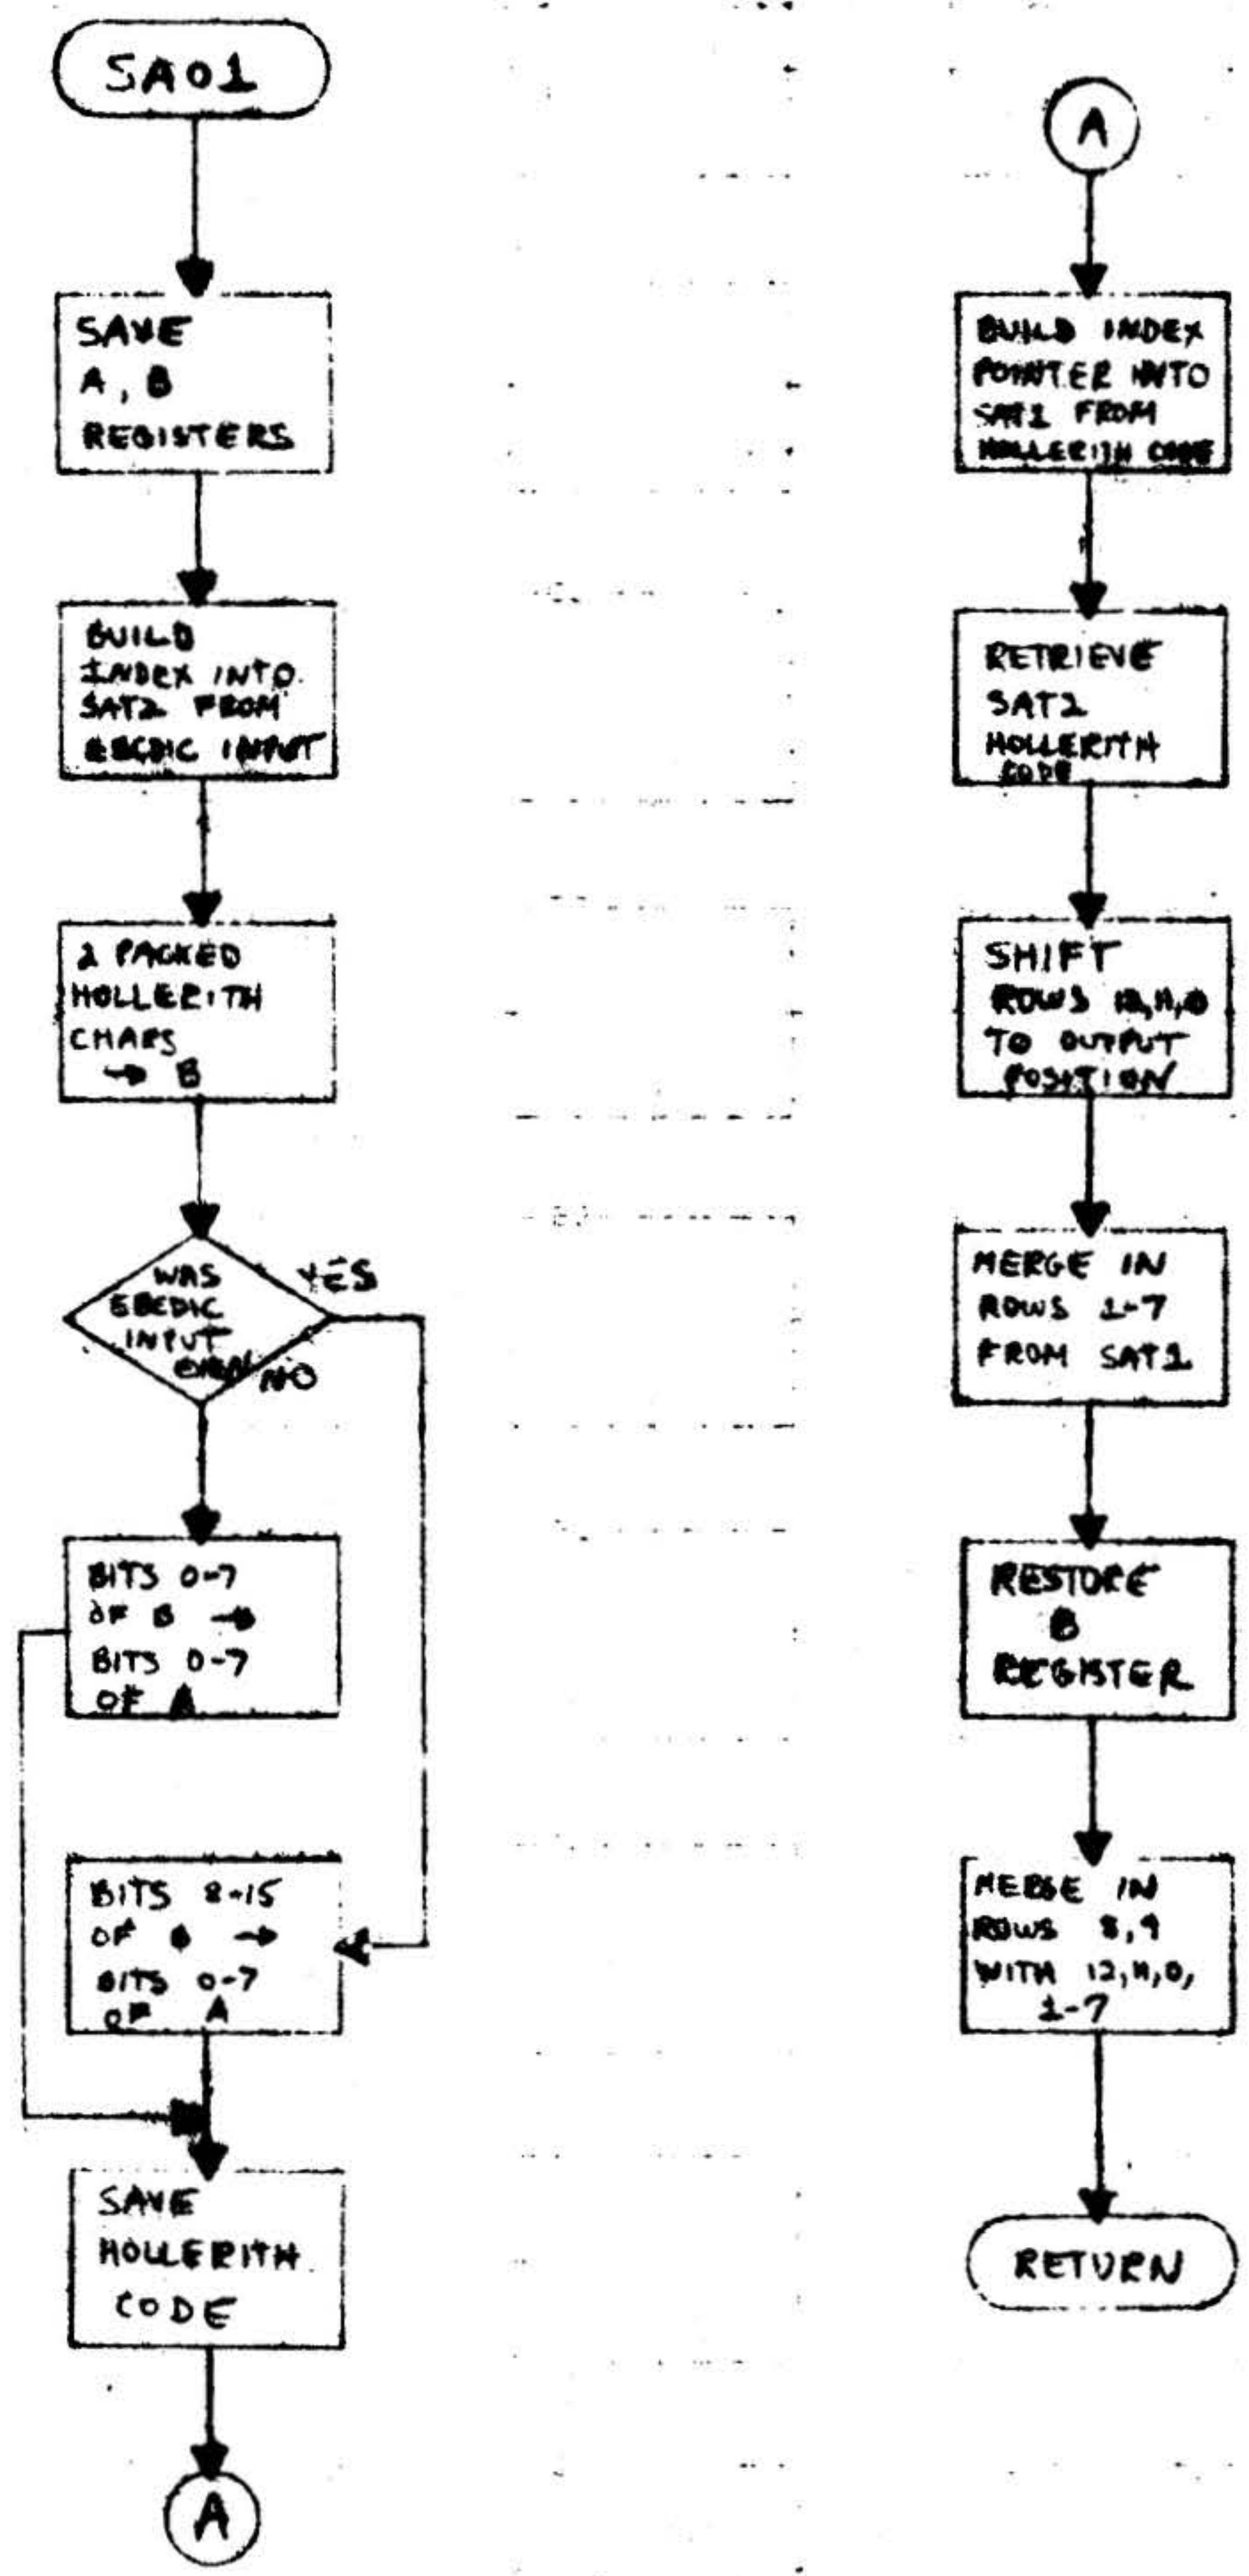 SA01
SAVE
A, B
REGISTERS
BUILD
INDEX INTO
SAT2 FROM
EBCDIC INPUT
2 PACKED
HOLLERITH
CHARS
→ B
WAS
EBCDIC
INPUT
EVEN
YES
NO
BITS 0-7
OF B →
BITS 0-7
OF A
BITS 8-15
OF B →
BITS 0-7
OF A
SAVE
HOLLERITH
CODE
A
A
BUILD INDEX
POINTER INTO
SAT1 FROM
HOLLERITH CODE
RETRIEVE
SAT2
HOLLERITH
CODE
SHIFT
ROWS 12,11,0
TO OUTPUT
POSITION
MERGE IN
ROWS 1-7
FROM SAT1
RESTORE
B
REGISTER
MERGE IN
ROWS 8,9
WITH 12,11,0,
1-7
RETURN